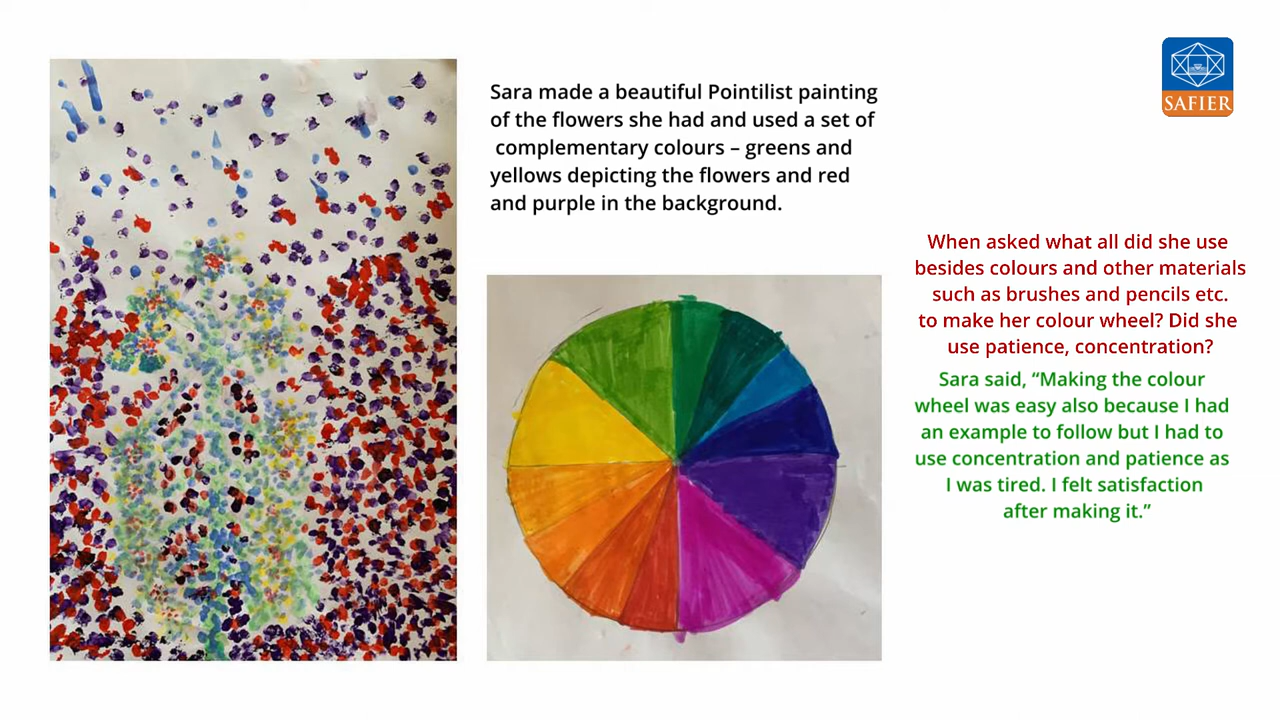 Sara made a beautiful Pointilist painting
of the flowers she had and used a set of
complementary colours – greens and
yellows depicting the flowers and red
and purple in the background.
SAFIER
When asked what all did she use
besides colours and other materials
such as brushes and pencils etc.
to make her colour wheel? Did she
use patience, concentration?
Sara said, “Making the colour
wheel was easy also because I had
an example to follow but I had to
use concentration and patience as
I was tired. I felt satisfaction
after making it.”